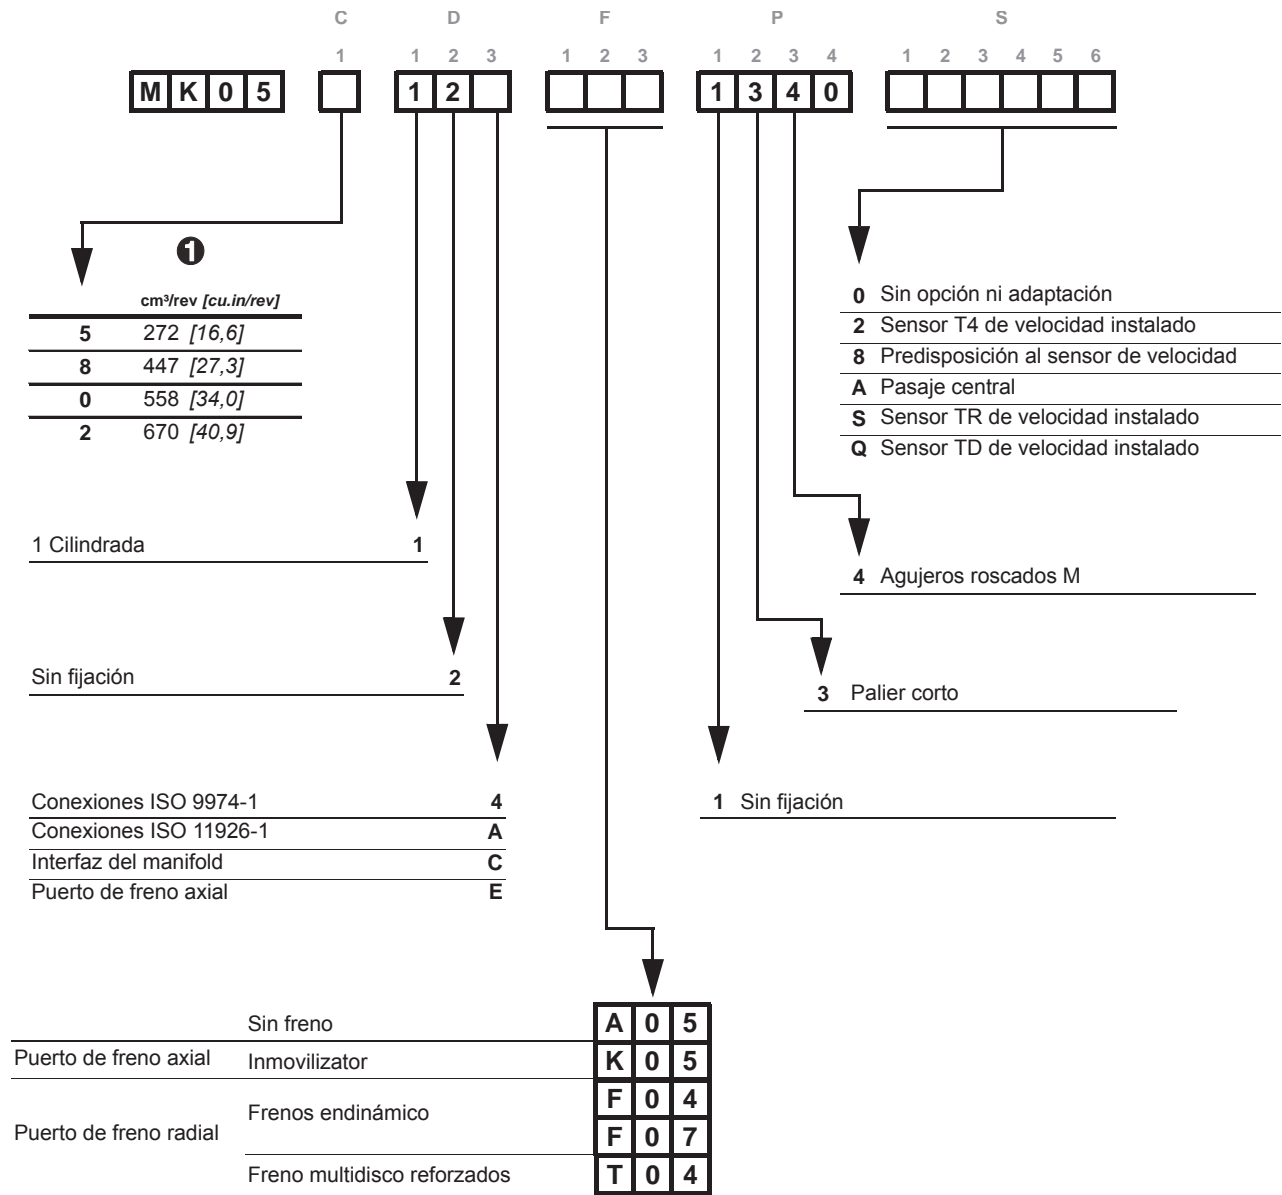 C D F P S
1 1 2 3 1 2 3 1 2 3 4 1 2 3 4 5 6
M K 0 5 1 2 1 3 4 0
1
cm³/rev [cu.in/rev]
5 272 [16,6]
8 447 [27,3]
0 558 [34,0]
2 670 [40,9]
0 Sin opción ni adaptación
2 Sensor T4 de velocidad instalado
8 Predisposición al sensor de velocidad
A Pasaje central
S Sensor TR de velocidad instalado
Q Sensor TD de velocidad instalado
1 Cilindrada 1
4 Agujeros roscados M
Sin fijación 2
3 Palier corto
Conexiones ISO 9974-1 4
Conexiones ISO 11926-1 A
Interfaz del manifold C
Puerto de freno axial E
1 Sin fijación
Sin freno A 0 5
Puerto de freno axial Inmovilizator K 0 5
Puerto de freno radial Frenos endinámico F 0 4
F 0 7
Freno multidisco reforzados T 0 4